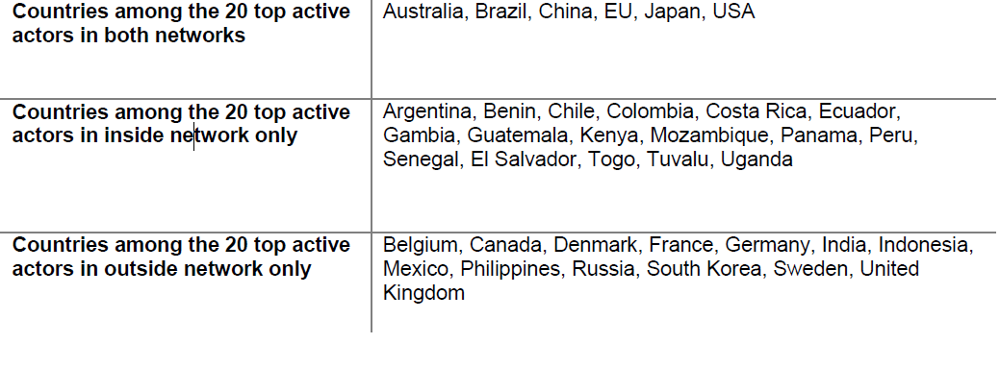 Countries among the 20 top active
actors in both networks
Australia, Brazil, China, EU, Japan, USA
Countries among the 20 top active
actors in inside network only
Argentina, Benin, Chile, Colombia, Costa Rica, Ecuador,
Gambia, Guatemala, Kenya, Mozambique, Panama, Peru,
Senegal, El Salvador, Togo, Tuvalu, Uganda
Countries among the 20 top active
actors in outside network only
Belgium, Canada, Denmark, France, Germany, India, Indonesia,
Mexico, Philippines, Russia, South Korea, Sweden, United
Kingdom